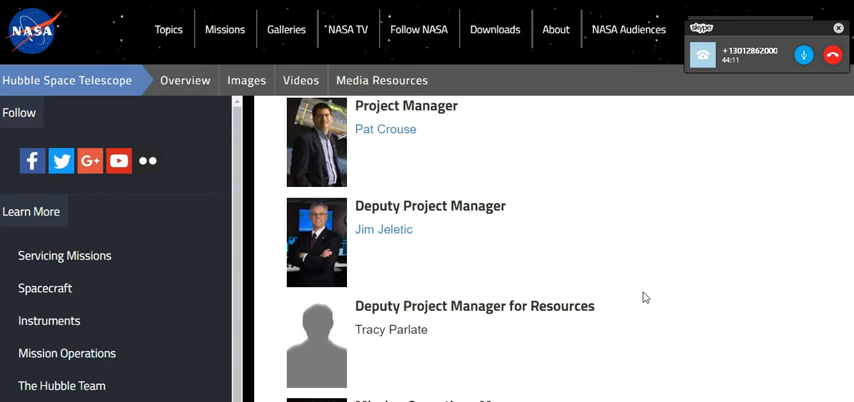 NASA
Topics
Missions
Galleries
NASA TV
Follow NASA
Downloads
About
NASA Audiences
skype
+13012862000
44:11
Hubble Space Telescope
Overview
Images
Videos
Media Resources
Follow
Learn More
Servicing Missions
Spacecraft
Instruments
Mission Operations
The Hubble Team
Project Manager
Pat Crouse
Deputy Project Manager
Jim Jeletic
Deputy Project Manager for Resources
Tracy Parlate